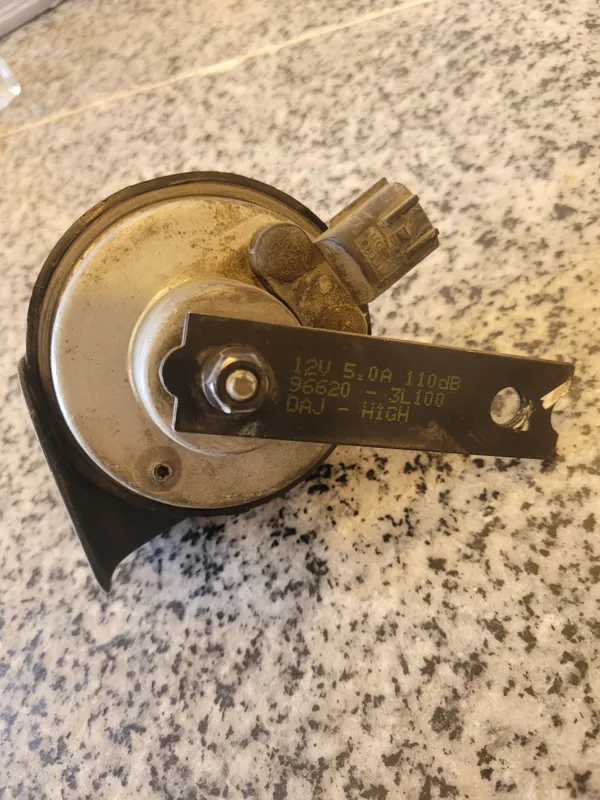 12V 5.0A 110dB
96620 - 3L100
DAJ - HiGH